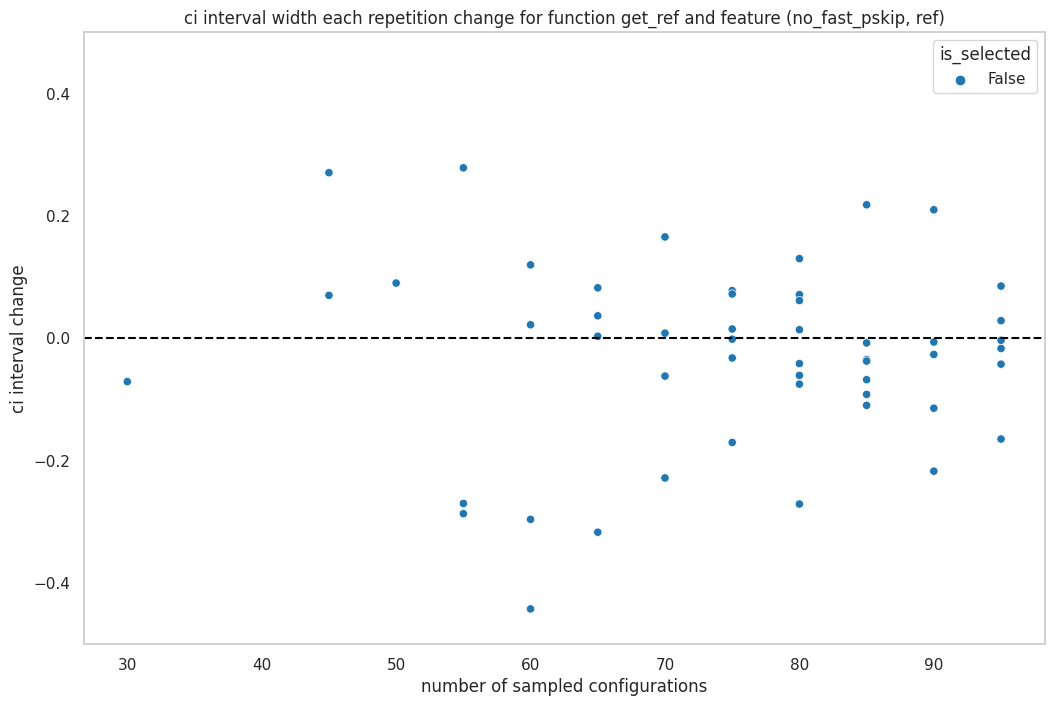 ci interval width each repetition change for function get_ref and feature (no_fast_pskip, ref)
is_selected
False
ci interval change
0.4
0.2
0.0
−0.2
−0.4
30
40
50
60
70
80
90
number of sampled configurations